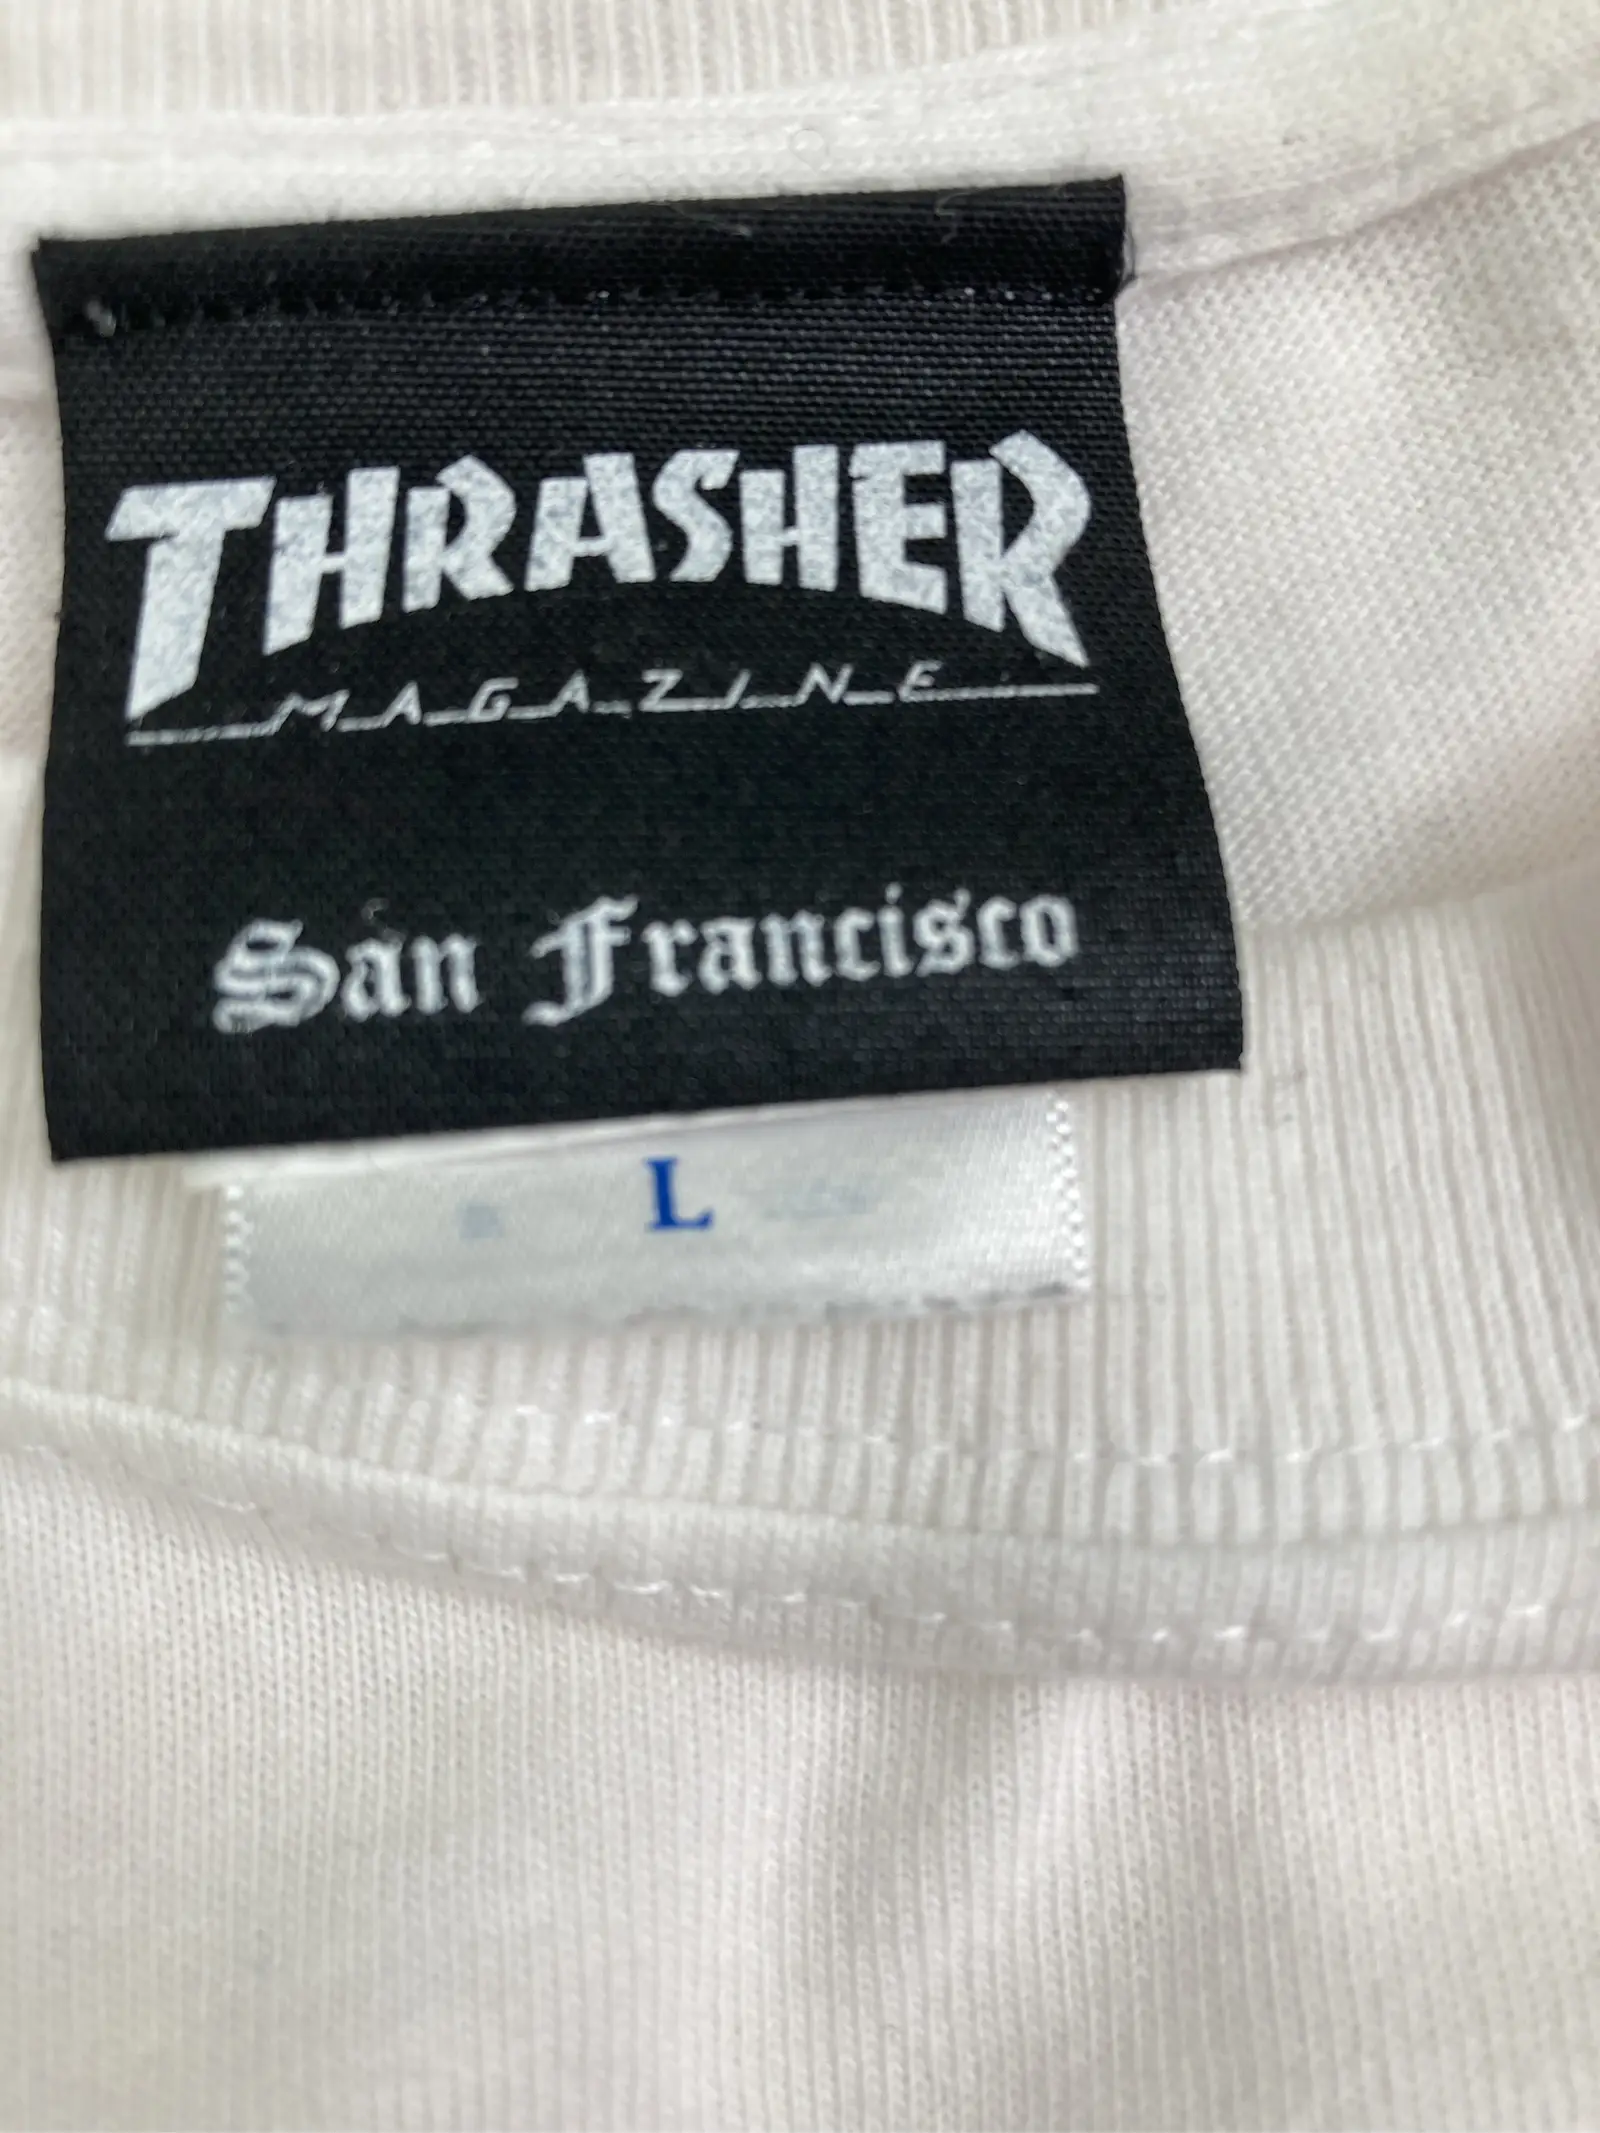 THRASHER
MAGAZINE
San Francisco
L